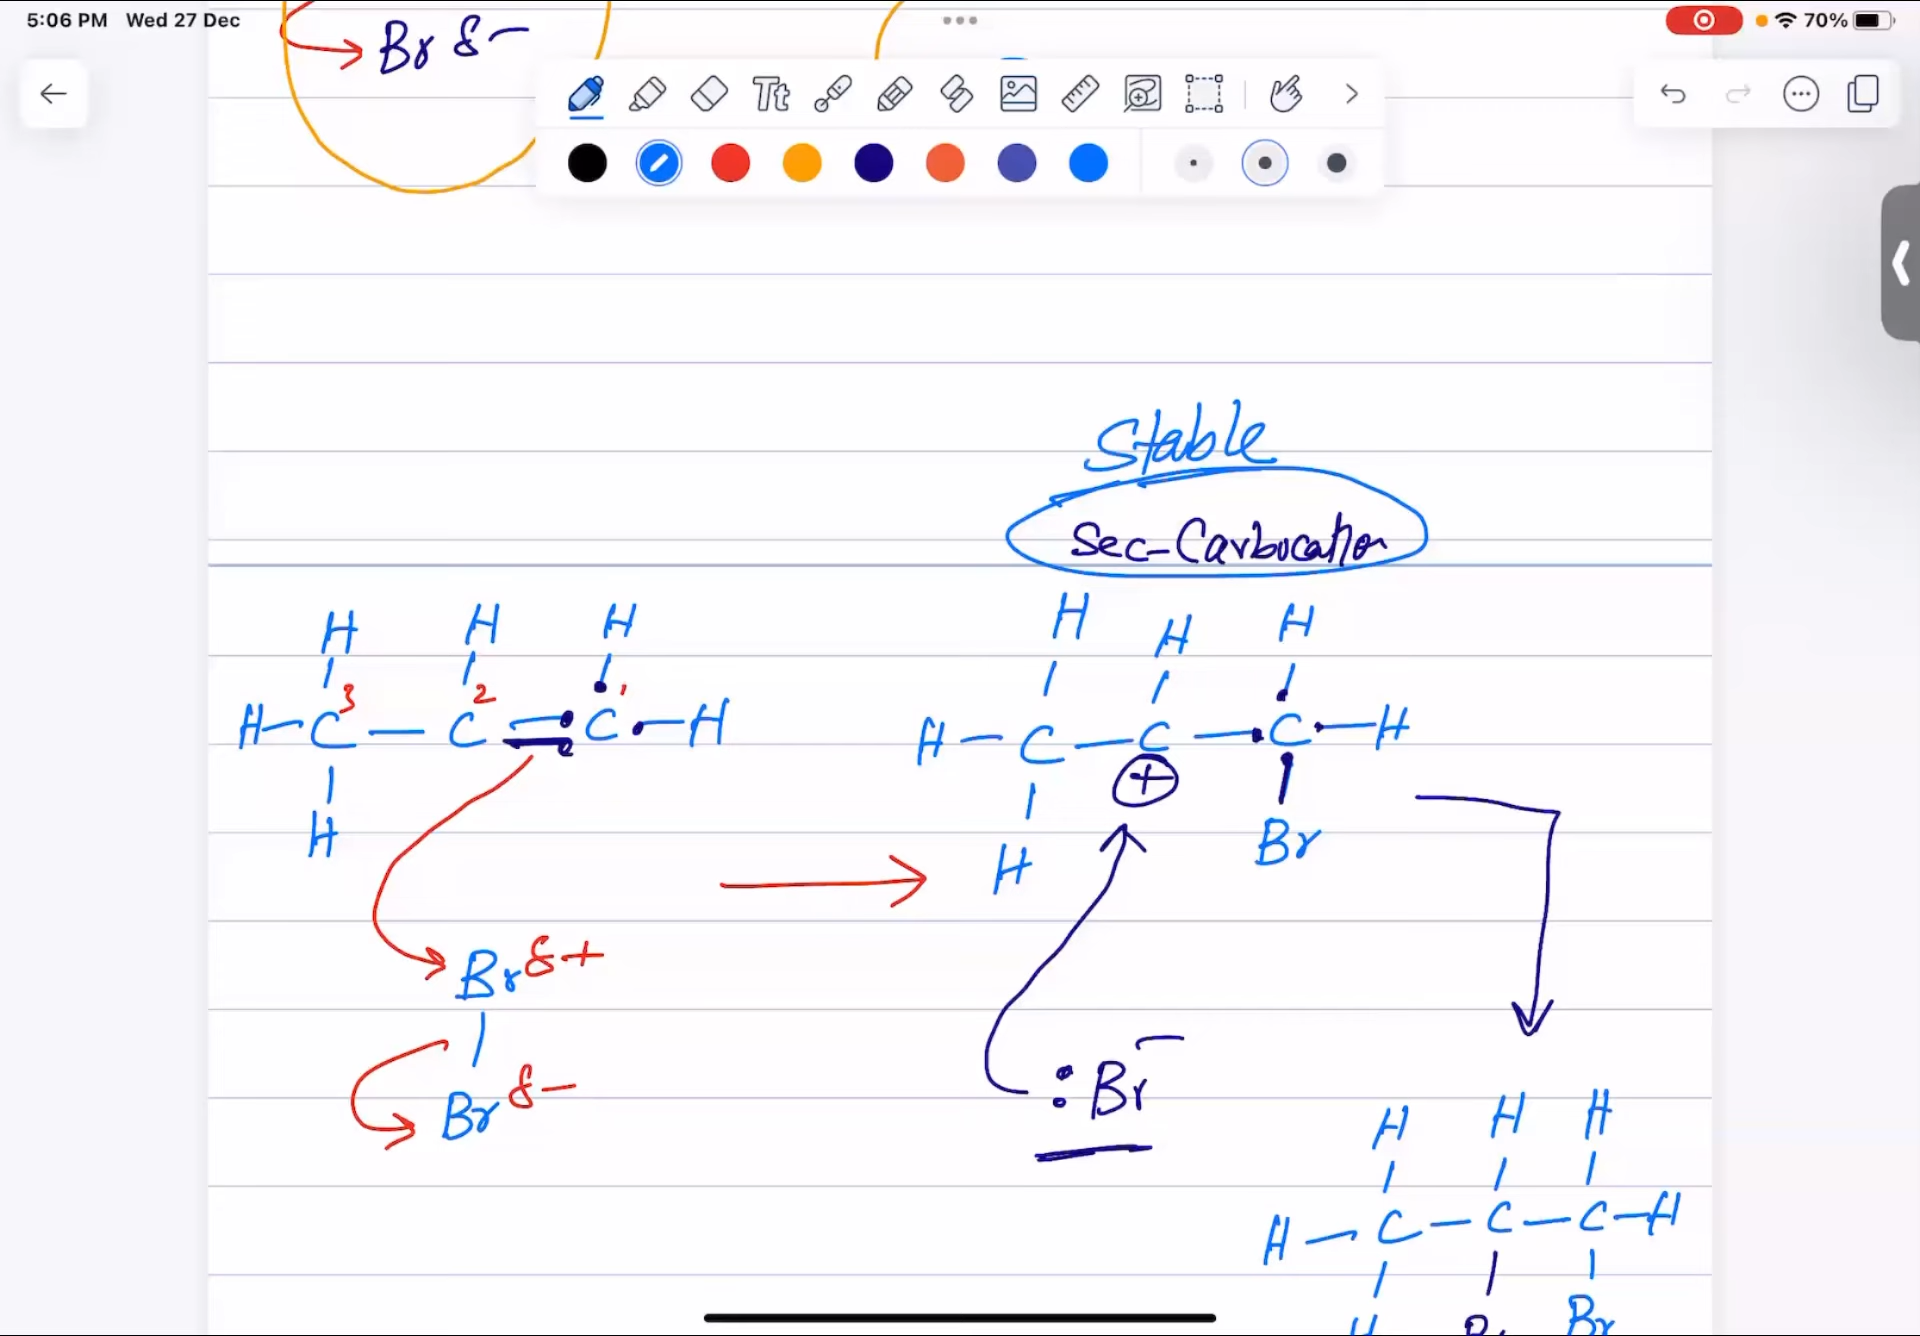 5:06 PM Wed 27 Dec
70%
Br δ−
Tt
Stable
Sec-Carbocation
H H H
3 2 1
H–C–C=C–H
H
H H H
H–C–C–C–H
+
H Br
Br δ+
Br δ−
:Br−
H H H
H–C–C–C–H
H Br